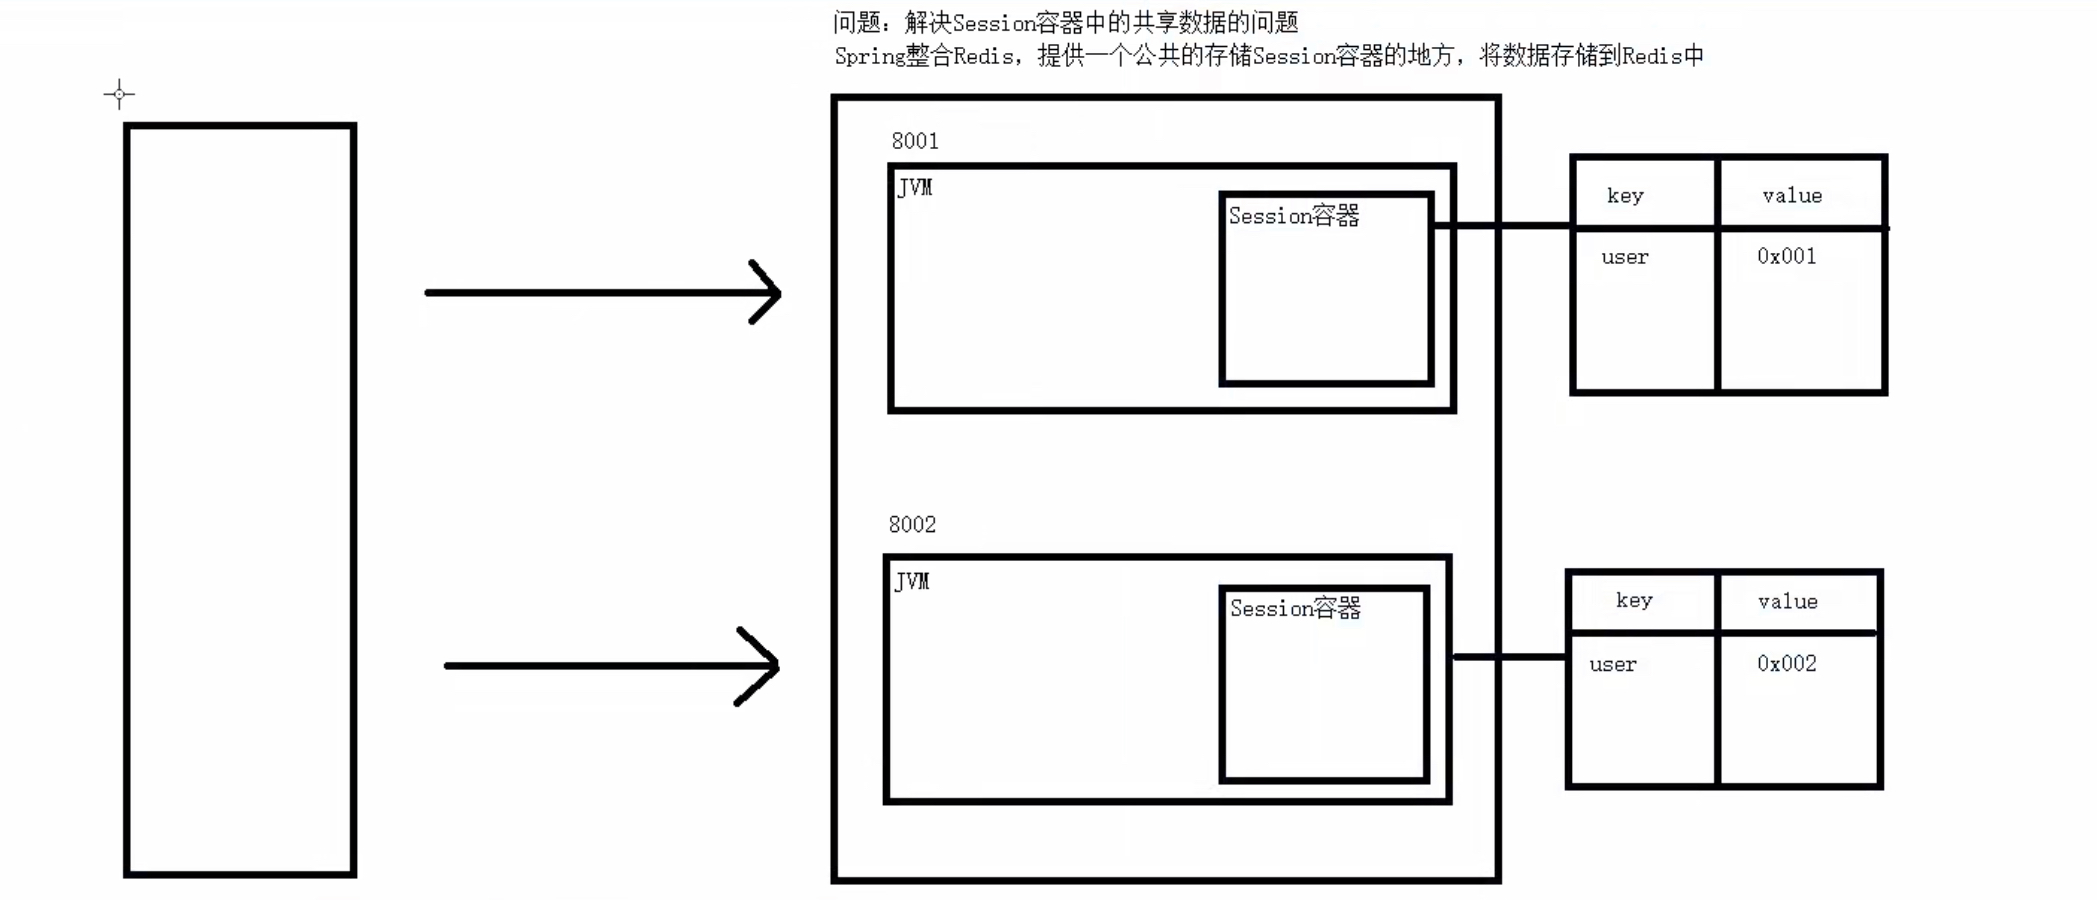 问题：解决Session容器中的共享数据的问题
Spring整合Redis，提供一个公共的存储Session容器的地方，将数据存储到Redis中
8001
JVM
Session容器
key value
user 0x001
8002
JVM
Session容器
key value
user 0x002